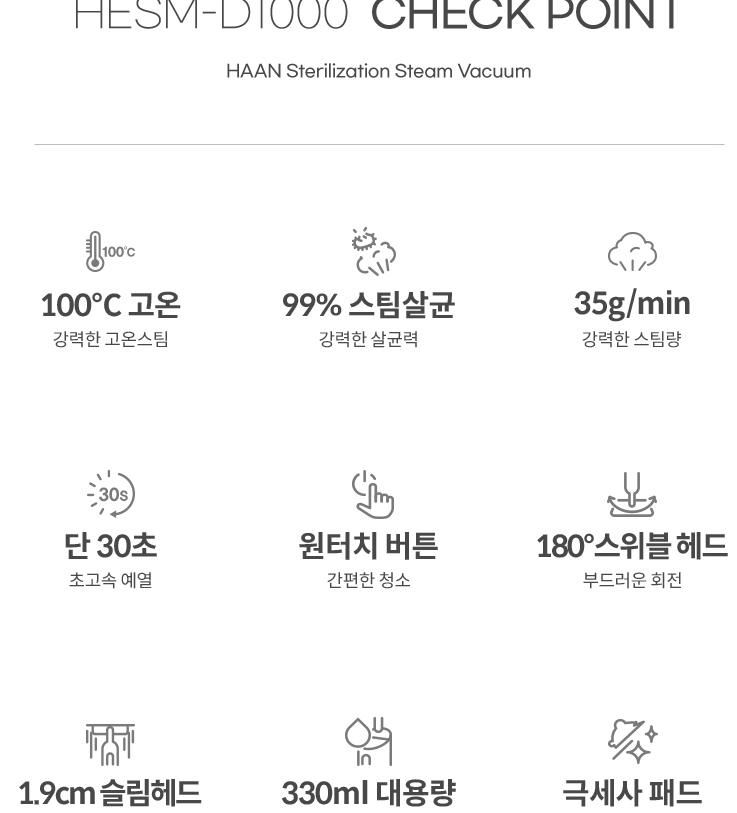 HESM-D1000 CHECK POINT
HAAN Sterilization Steam Vacuum
100°C
100°C 고온
강력한 고온스팀
99% 스팀살균
강력한 살균력
35g/min
강력한 스팀량
30s
단 30초
초고속 예열
원터치 버튼
간편한 청소
180°스위블 헤드
부드러운 회전
1.9cm 슬림헤드
330ml 대용량
극세사 패드